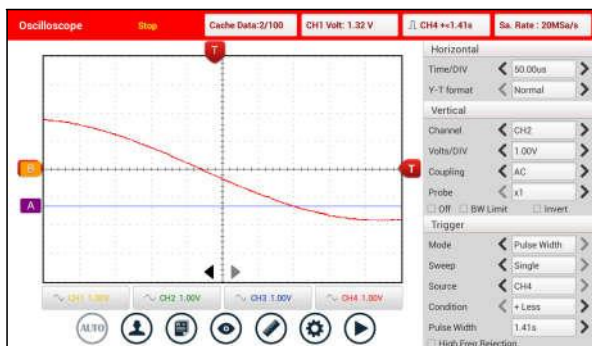 Oscilloscope Stop Cache Data:2/100 CH1 Volt: 1.32 V CH4 +<1.41s Sa. Rate : 20MSa/s
T
Horizontal
Time/DIV 50.00us
Y-T format Normal
Vertical
Channel CH2
Volts/DIV 1.00V
B T
Coupling AC
Probe x1
A
Off BW Limit Invert
Trigger
Mode Pulse Width
Sweep Single
Source CH4
CH1 1.00V CH2 1.00V CH3 1.00V CH4 1.00V
Condition + Less
AUTO
Pulse Width 1.41s
High Freq Rejection